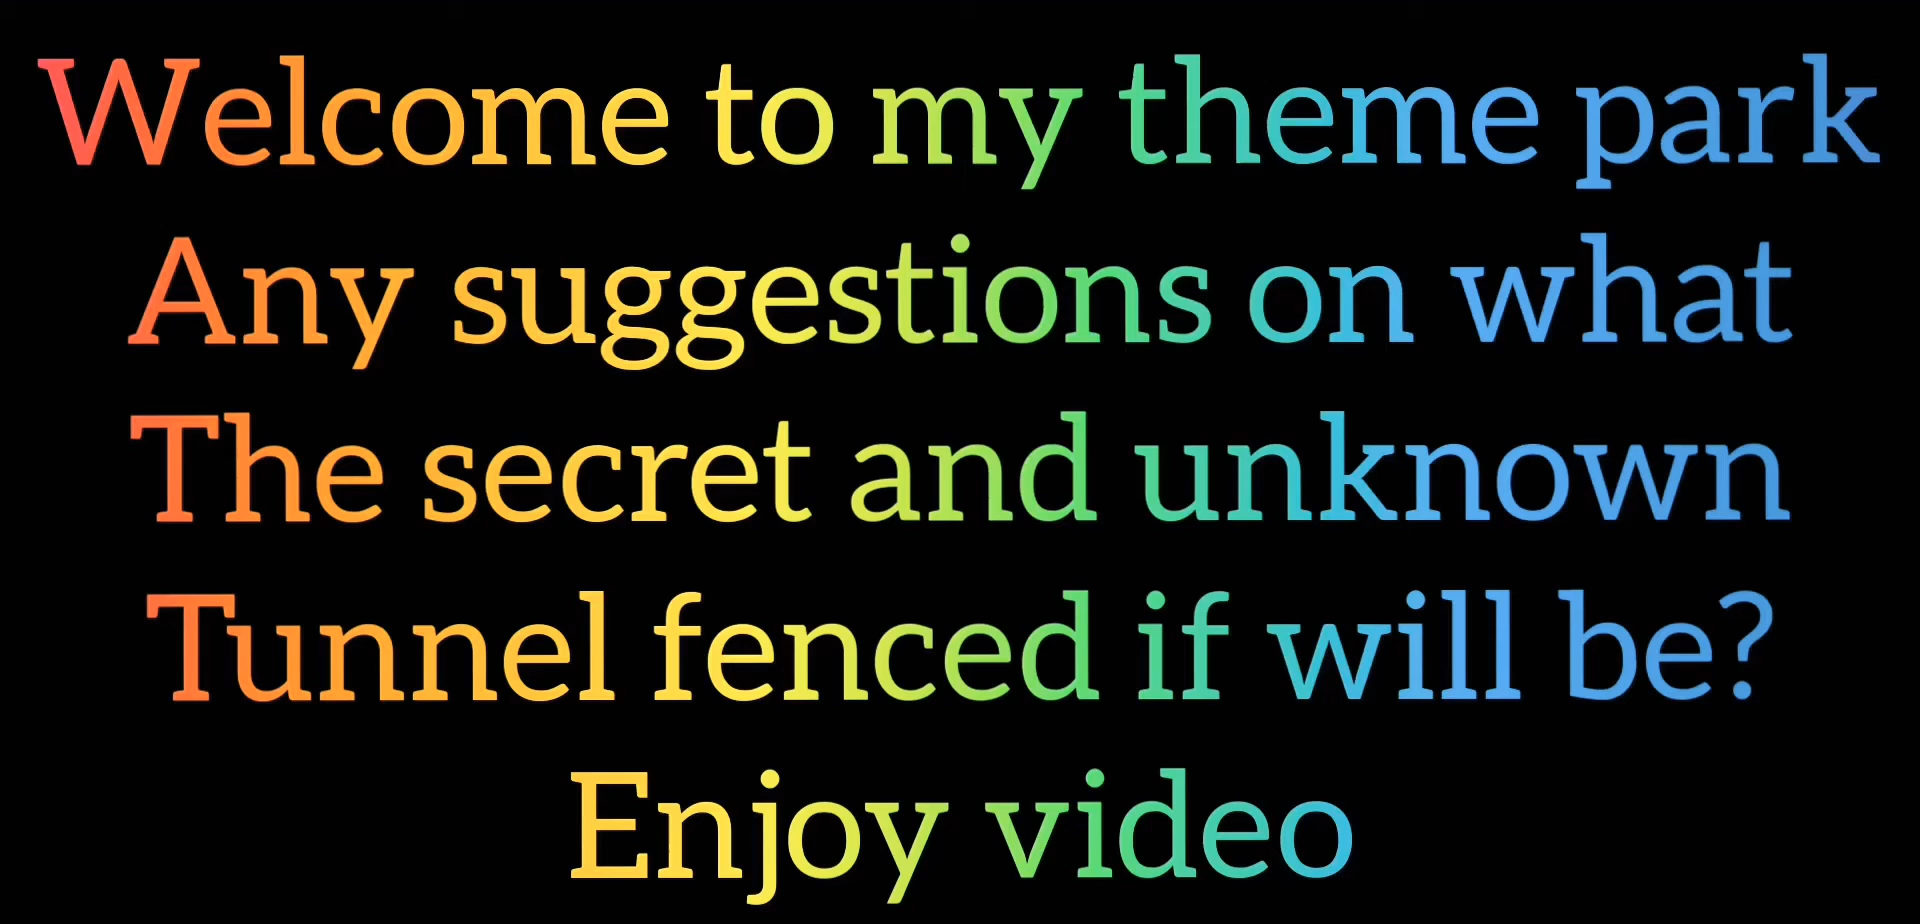 Welcome to my theme park
Any suggestions on what
The secret and unknown
Tunnel fenced if will be?
Enjoy video